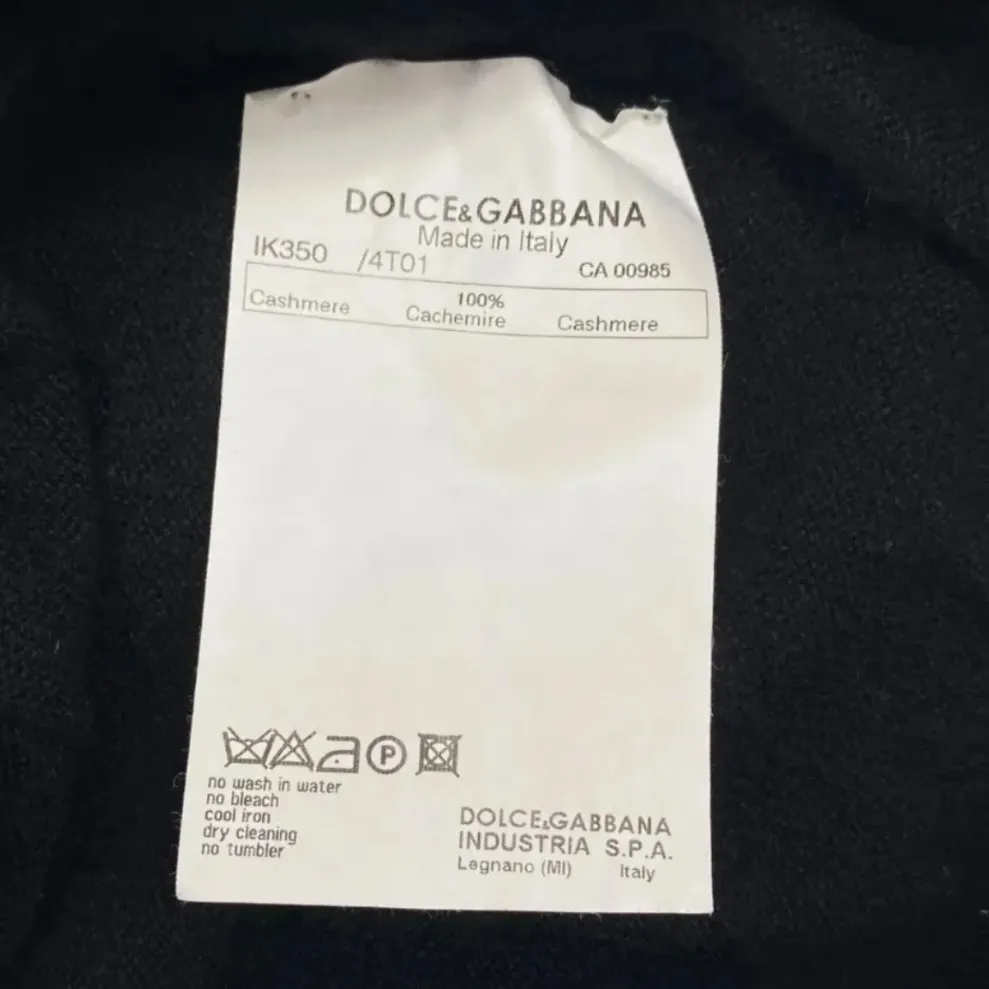 DOLCE&GABBANA
Made in Italy
IK350 /4T01 CA 00985
100%
Cashmere Cachemire Cashmere
P
no wash in water
no bleach
cool iron
dry cleaning
no tumbler
DOLCE&GABBANA
INDUSTRIA S.P.A.
Legnano (MI) Italy